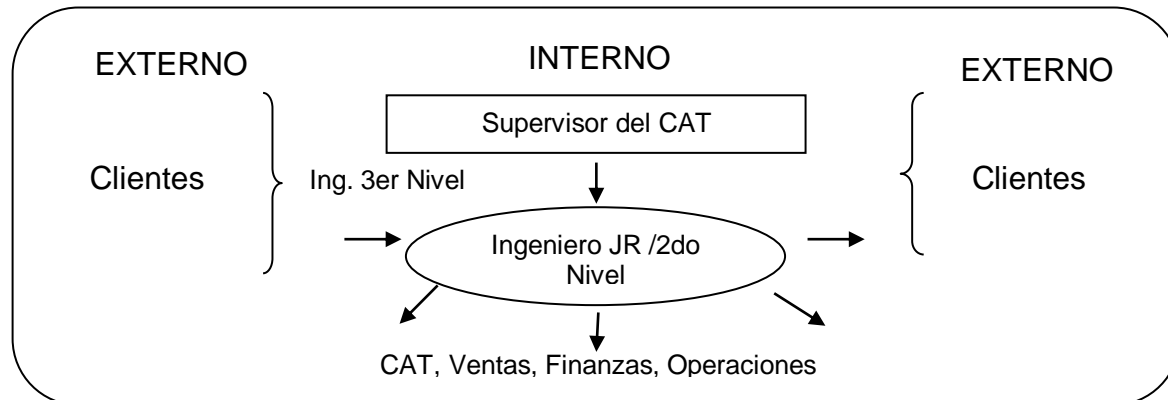 EXTERNO
INTERNO
EXTERNO
Supervisor del CAT
Clientes
Ing. 3er Nivel
Clientes
Ingeniero JR /2do
Nivel
CAT, Ventas, Finanzas, Operaciones